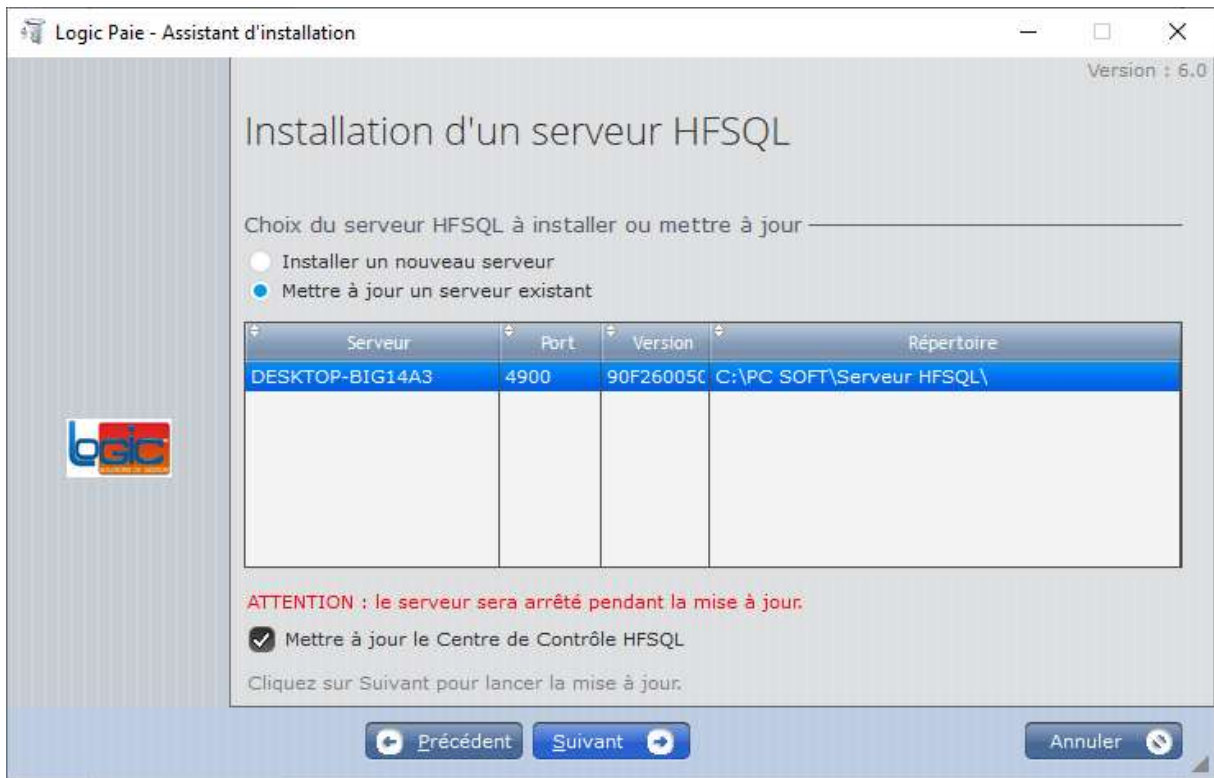 Logic Paie - Assistant d'installation
Version : 6.0
Installation d'un serveur HFSQL
Choix du serveur HFSQL à installer ou mettre à jour
Installer un nouveau serveur
Mettre à jour un serveur existant
Serveur Port Version Répertoire
DESKTOP-BIG14A3 4900 90F26005C C:\PC SOFT\Serveur HFSQL\
Logic
ATTENTION : le serveur sera arrêté pendant la mise à jour.
Mettre à jour le Centre de Contrôle HFSQL
Cliquez sur Suivant pour lancer la mise à jour.
Précédent Suivant Annuler